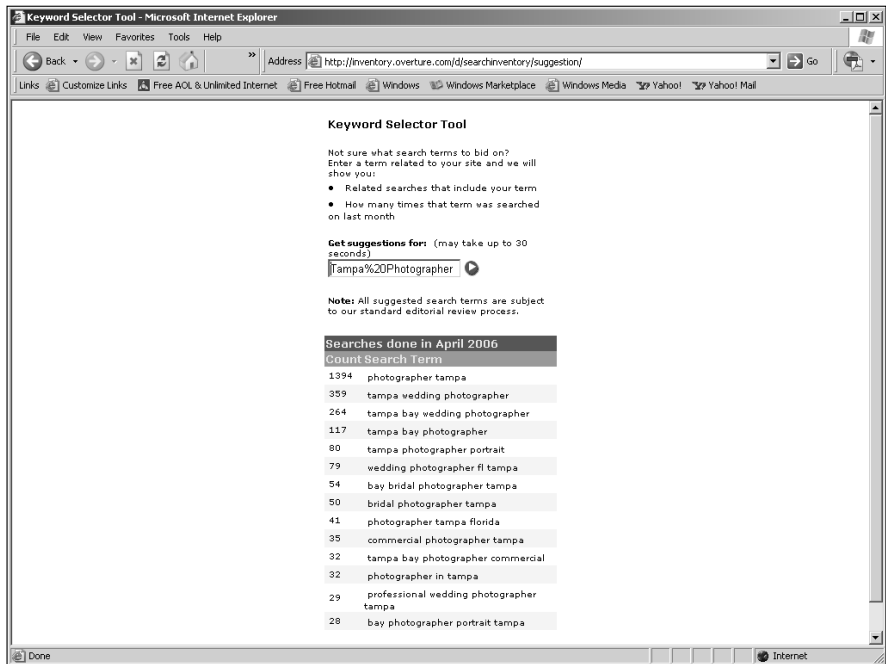 Keyword Selector Tool - Microsoft Internet Explorer
File Edit View Favorites Tools Help
Back » Address http://inventory.overture.com/d/searchinventory/suggestion/ Go
Links Customize Links Free AOL & Unlimited Internet Free Hotmail Windows Windows Marketplace Windows Media Yahoo! Yahoo! Mail
Keyword Selector Tool
Not sure what search terms to bid on?
Enter a term related to your site and we will
show you:
• Related searches that include your term
• How many times that term was searched
on last month
Get suggestions for: (may take up to 30
seconds)
Tampa%20Photographer
Note: All suggested search terms are subject
to our standard editorial review process.
Searches done in April 2006
Count Search Term
1394 photographer tampa
359 tampa wedding photographer
264 tampa bay wedding photographer
117 tampa bay photographer
80 tampa photographer portrait
79 wedding photographer fl tampa
54 bay bridal photographer tampa
50 bridal photographer tampa
41 photographer tampa florida
35 commercial photographer tampa
32 tampa bay photographer commercial
32 photographer in tampa
29 professional wedding photographer
tampa
28 bay photographer portrait tampa
Done Internet